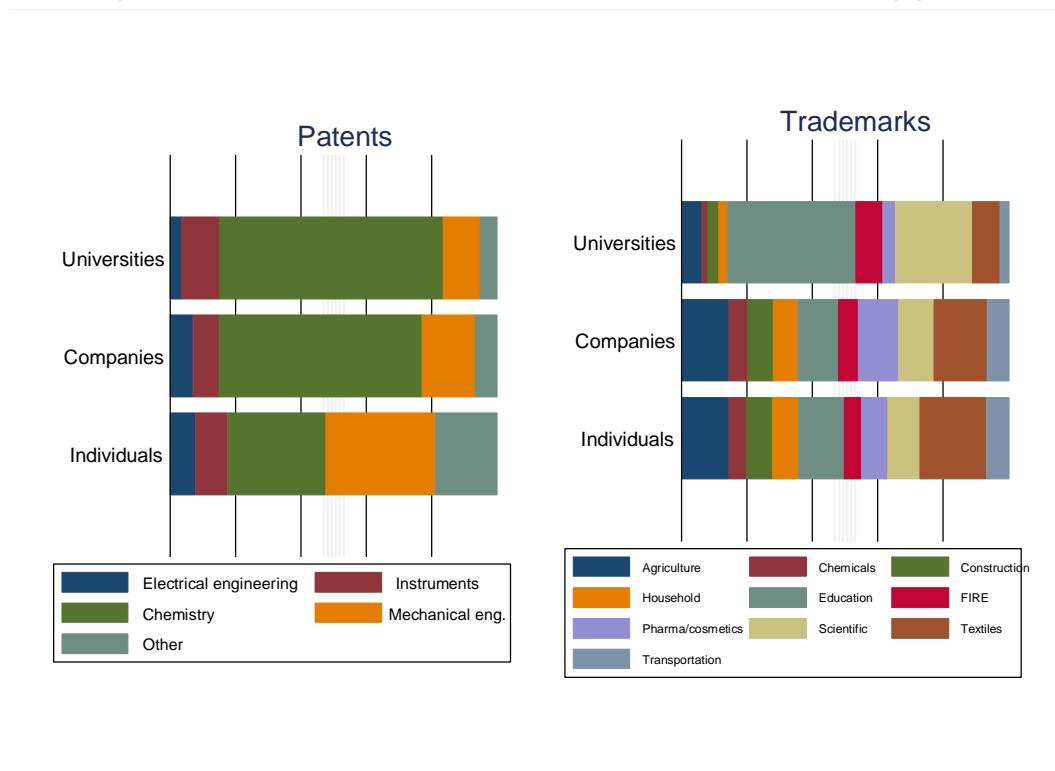 Patents
Universities
Companies
Individuals
Electrical engineering
Instruments
Chemistry
Mechanical eng.
Other
Trademarks
Universities
Companies
Individuals
Agriculture
Chemicals
Construction
Household
Education
FIRE
Pharma/cosmetics
Scientific
Textiles
Transportation